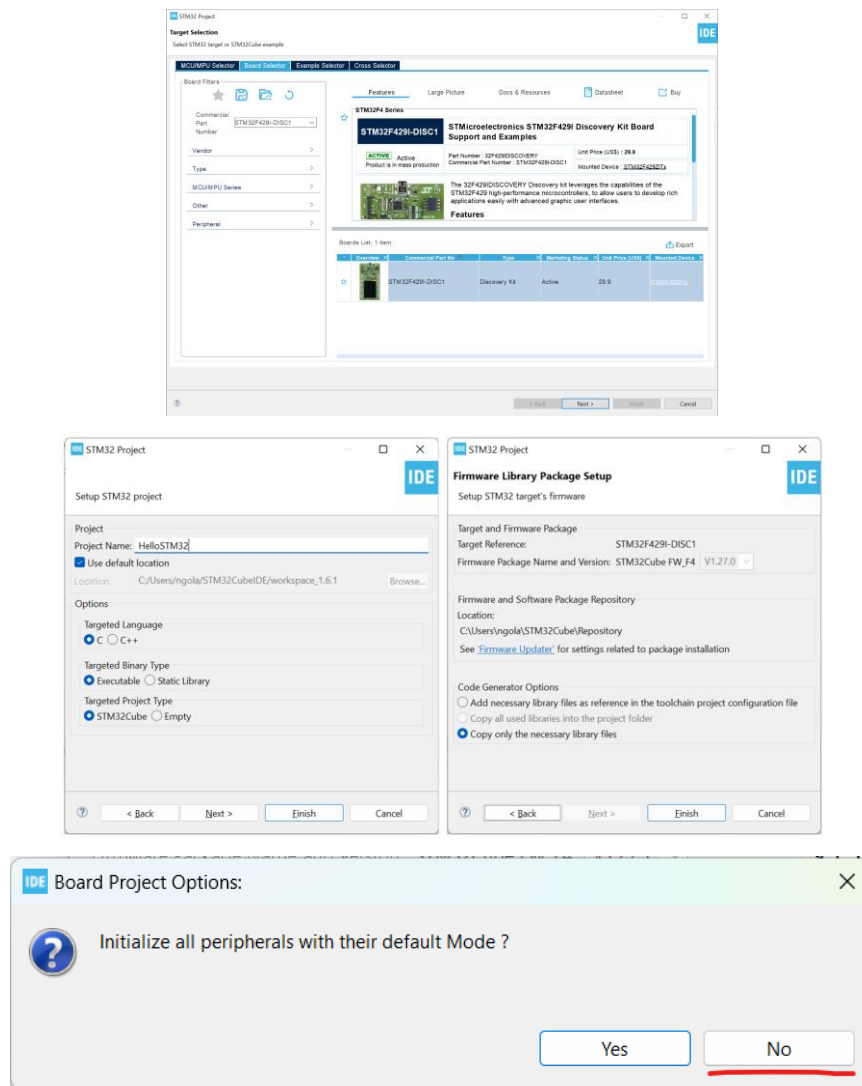 IDE STM32 Project
Target Selection
Select STM32 target or STM32Cube example
IDE
MCU/MPU Selector Board Selector Example Selector Cross Selector
Board Filters
Commercial Part Number STM32F429I-DISC1
Vendor
Type
MCU/MPU Series
Other
Peripheral
Features Large Picture Docs & Resources Datasheet Buy
STM32F4 Series
STM32F429I-DISC1
STMicroelectronics STM32F429I Discovery Kit Board Support and Examples
ACTIVE Active
Product is in mass production
Part Number : 32F429IDISCOVERY
Commercial Part Number : STM32F429I-DISC1
Unit Price (US$) : 29.9
Mounted Device : STM32F429ZITx
The 32F429IDISCOVERY Discovery kit leverages the capabilities of the
STM32F429 high-performance microcontrollers, to allow users to develop rich
applications easily with advanced graphic user interfaces.
Features
Boards List: 1 item
Export
* Overview X Commercial Part No Type X Marketing Status X Unit Price (US$) X Mounted Device X
STM32F429I-DISC1 Discovery Kit Active 29.9
< Back Next > Finish Cancel
IDE STM32 Project
IDE
Setup STM32 project
Project
Project Name: HelloSTM32
Use default location
Location: C:/Users/ngola/STM32CubeIDE/workspace_1.6.1 Browse...
Options
Targeted Language
C C++
Targeted Binary Type
Executable Static Library
Targeted Project Type
STM32Cube Empty
< Back Next > Finish Cancel
IDE STM32 Project
IDE
Firmware Library Package Setup
Setup STM32 target's firmware
Target and Firmware Package
Target Reference: STM32F429I-DISC1
Firmware Package Name and Version: STM32Cube FW_F4 V1.27.0
Firmware and Software Package Repository
Location:
C:\Users\ngola\STM32Cube\Repository
See 'Firmware Updater' for settings related to package installation
Code Generator Options
Add necessary library files as reference in the toolchain project configuration file
Copy all used libraries into the project folder
Copy only the necessary library files
< Back Next > Finish Cancel
IDE Board Project Options:
Initialize all peripherals with their default Mode ?
Yes No